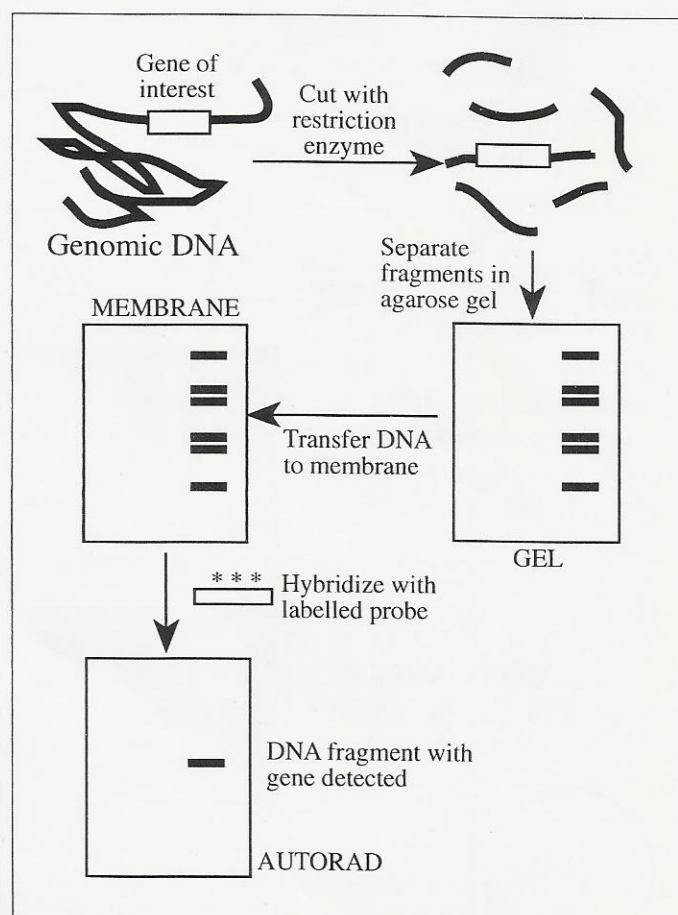 Gene of
interest
Cut with
restriction
enzyme
Genomic DNA
Separate
fragments in
agarose gel
MEMBRANE
Transfer DNA
to membrane
GEL
* * *
Hybridize with
labelled probe
DNA fragment with
gene detected
AUTORAD